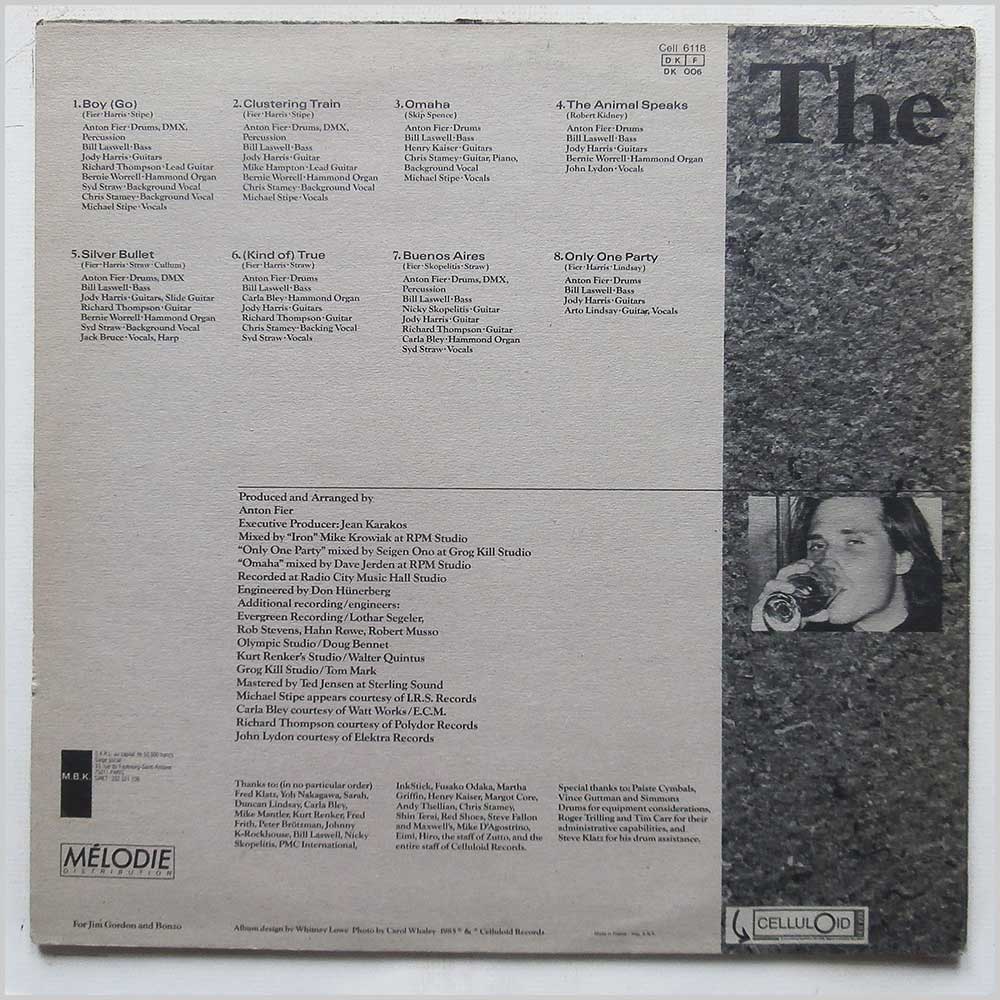 Cell 6118
DK F
DK 006
The
1. Boy (Go)
(Fier·Harris·Stipe)
Anton Fier·Drums, DMX,
Percussion
Bill Laswell·Bass
Jody Harris·Guitars
Richard Thompson·Lead Guitar
Bernie Worrell·Hammond Organ
Syd Straw·Background Vocal
Chris Stamey·Background Vocal
Michael Stipe·Vocals
2. Clustering Train
(Fier·Harris·Stipe)
Anton Fier·Drums, DMX,
Percussion
Bill Laswell·Bass
Jody Harris·Guitar
Mike Hampton·Lead Guitar
Bernie Worrell·Hammond Organ
Chris Stamey·Background Vocal
Michael Stipe·Vocals
3. Omaha
(Skip Spence)
Anton Fier·Drums
Bill Laswell·Bass
Henry Kaiser·Guitars
Chris Stamey·Guitar, Piano,
Background Vocal
Michael Stipe·Vocals
4. The Animal Speaks
(Robert Kidney)
Anton Fier·Drums
Bill Laswell·Bass
Jody Harris·Guitars
Bernie Worrell·Hammond Organ
John Lydon·Vocals
5. Silver Bullet
(Fier·Harris·Straw·Cullum)
Anton Fier·Drums, DMX
Bill Laswell·Bass
Jody Harris·Guitars, Slide Guitar
Richard Thompson·Guitar
Bernie Worrell·Hammond Organ
Syd Straw·Background Vocal
Jack Bruce·Vocals, Harp
6. (Kind of) True
(Fier·Harris·Straw)
Anton Fier·Drums
Bill Laswell·Bass
Carla Bley·Hammond Organ
Jody Harris·Guitars
Richard Thompson·Guitar
Chris Stamey·Backing Vocal
Syd Straw·Vocals
7. Buenos Aires
(Fier·Skopelitis·Straw)
Anton Fier·Drums, DMX,
Percussion
Bill Laswell·Bass
Nicky Skopelitis·Guitar
Jody Harris·Guitar
Richard Thompson·Guitar
Carla Bley·Hammond Organ
Syd Straw·Vocals
8. Only One Party
(Fier·Harris·Lindsay)
Anton Fier·Drums
Bill Laswell·Bass
Jody Harris·Guitars
Arto Lindsay·Guitar, Vocals
Produced and Arranged by
Anton Fier
Executive Producer: Jean Karakos
Mixed by "Iron" Mike Krowiak at RPM Studio
"Only One Party" mixed by Seigen Ono at Grog Kill Studio
"Omaha" mixed by Dave Jerden at RPM Studio
Recorded at Radio City Music Hall Studio
Engineered by Don Hünerberg
Additional recording/engineers:
Evergreen Recording/Lothar Segeler,
Rob Stevens, Hahn Røwe, Robert Musso
Olympic Studio/Doug Bennet
Kurt Renker's Studio/Walter Quintus
Grog Kill Studio/Tom Mark
Mastered by Ted Jensen at Sterling Sound
Michael Stipe appears courtesy of I.R.S. Records
Carla Bley courtesy of Watt Works/E.C.M.
Richard Thompson courtesy of Polydor Records
John Lydon courtesy of Elektra Records
M.B.K.
S.A.R.L. au capital de 50.000 francs
Siège social
75011-PARIS
MÉLODIE
DISTRIBUTION
Thanks to: (in no particular order)
Fred Klatz, Yoh Nakagawa, Sarah,
Duncan Lindsay, Carla Bley,
Mike Mantler, Kurt Renker, Fred
Frith, Peter Brötzman, Johnny
K-Rockhouse, Bill Laswell, Nicky
Skopelitis, PMC International,
InkStick, Fusako Odaka, Martha
Griffin, Henry Kaiser, Margot Core,
Andy Thellian, Chris Stamey,
Shin Terai, Red Shoes, Steve Fallon
and Maxwell's, Mike D'Agostrino,
Eiml, Hiro, the staff of Zutto, and the
entire staff of Celluloid Records.
Special thanks to: Paiste Cymbals,
Vince Guttman and Simmons
Drums for equipment considerations,
Roger Trilling and Tim Carr for their
administrative capabilities, and
Steve Klatz for his drum assistance.
For Jim Gordon and Bonzo
Album design by Whitney Lowe Photo by Carol Whaley 1985 ℗ & © Celluloid Records.
Made in France
CELLULOID